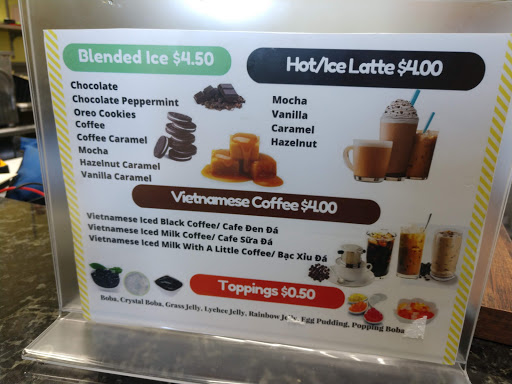 Blended Ice $4.50
Chocolate
Chocolate Peppermint
Oreo Cookies
Coffee
Coffee Caramel
Mocha
Hazelnut Caramel
Vanilla Caramel
Hot/Ice Latte $4.00
Mocha
Vanilla
Caramel
Hazelnut
Vietnamese Coffee $4.00
Vietnamese Iced Black Coffee/ Cafe Đen Đá
Vietnamese Iced Milk Coffee/ Cafe Sữa Đá
Vietnamese Iced Milk With A Little Coffee/ Bạc Xỉu Đá
Toppings $0.50
Boba, Crystal Boba, Grass Jelly, Lychee Jelly, Rainbow Jelly, Egg Pudding, Popping Boba